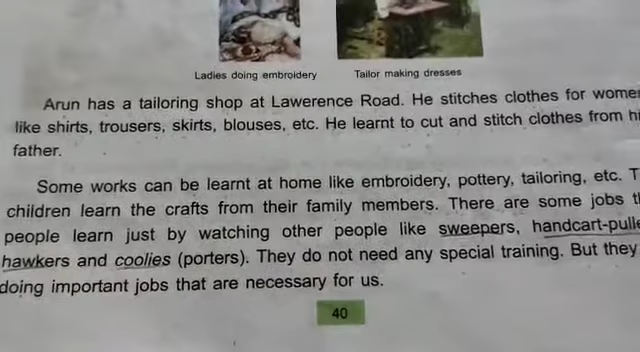 Ladies doing embroidery
Tailor making dresses
Arun has a tailoring shop at Lawerence Road. He stitches clothes for
like shirts, trousers, skirts, blouses, etc. He learnt to cut and stitch clothes from
father.
Some works can be learnt at home like embroidery, pottery, tailoring, etc.
children learn the crafts from their family members. There are some jobs
people learn just by watching other people like sweepers,
hawkers and coolies (porters). They do not need any special training. But they
doing important jobs that are necessary for us.
40